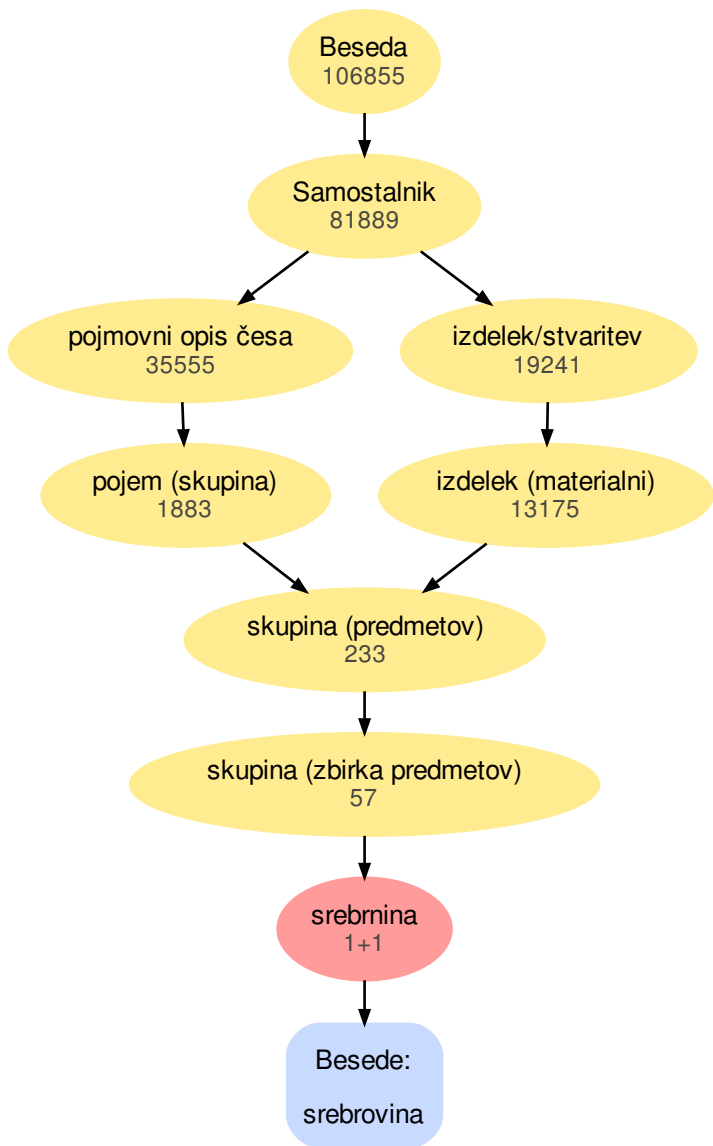 Beseda
106855
Samostalnik
81889
pojmovni opis česa
35555
izdelek/stvaritev
19241
pojem (skupina)
1883
izdelek (materialni)
13175
skupina (predmetov)
233
skupina (zbirka predmetov)
57
srebrnina
1+1
Besede:
srebrovina